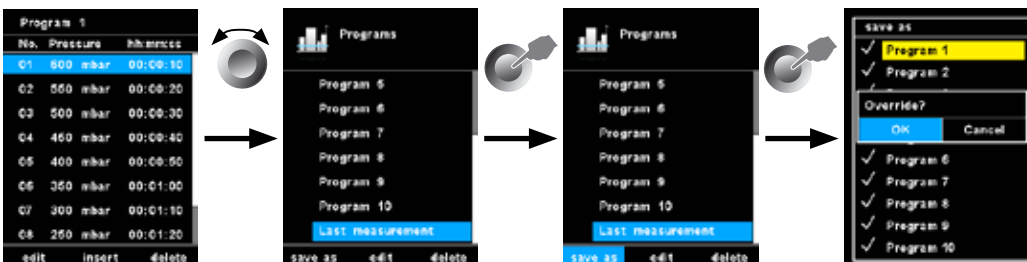 Program 1
No. Pressure hh:mm:ss
01 600 mbar 00:00:10
02 550 mbar 00:00:20
03 500 mbar 00:00:30
04 450 mbar 00:00:40
05 400 mbar 00:00:50
06 350 mbar 00:01:00
07 300 mbar 00:01:10
08 250 mbar 00:01:20
edit insert delete
Programs
Program 5
Program 6
Program 7
Program 8
Program 9
Program 10
Last measurement
save as edit delete
Programs
Program 5
Program 6
Program 7
Program 8
Program 9
Program 10
Last measurement
save as edit delete
save as
Program 1
Program 2
Override?
OK Cancel
Program 6
Program 7
Program 8
Program 9
Program 10